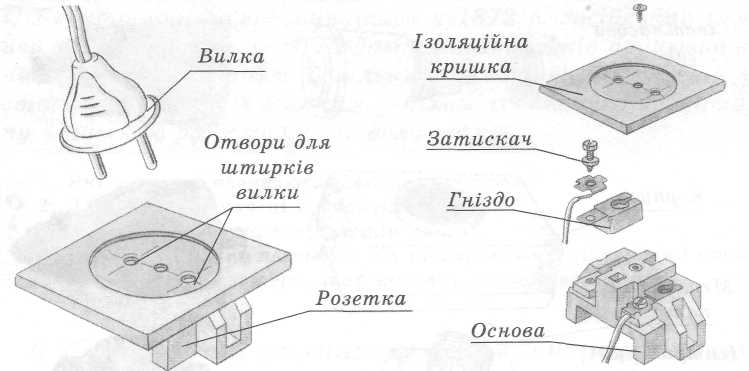 Вилка
Отвори для
штирків
вилки
Розетка
Ізоляційна
кришка
Затискач
Гніздо
Основа